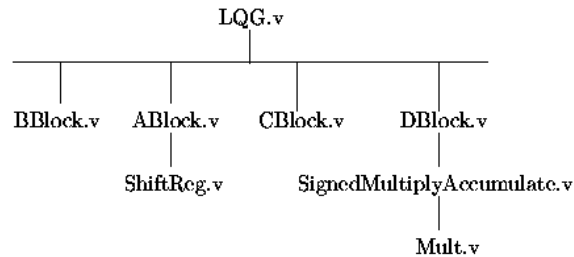 LQG.v
BBlock.v ABlock.v CBlock.v DBlock.v
ShiftReg.v SignedMultiplyAccumulate.v
Mult.v